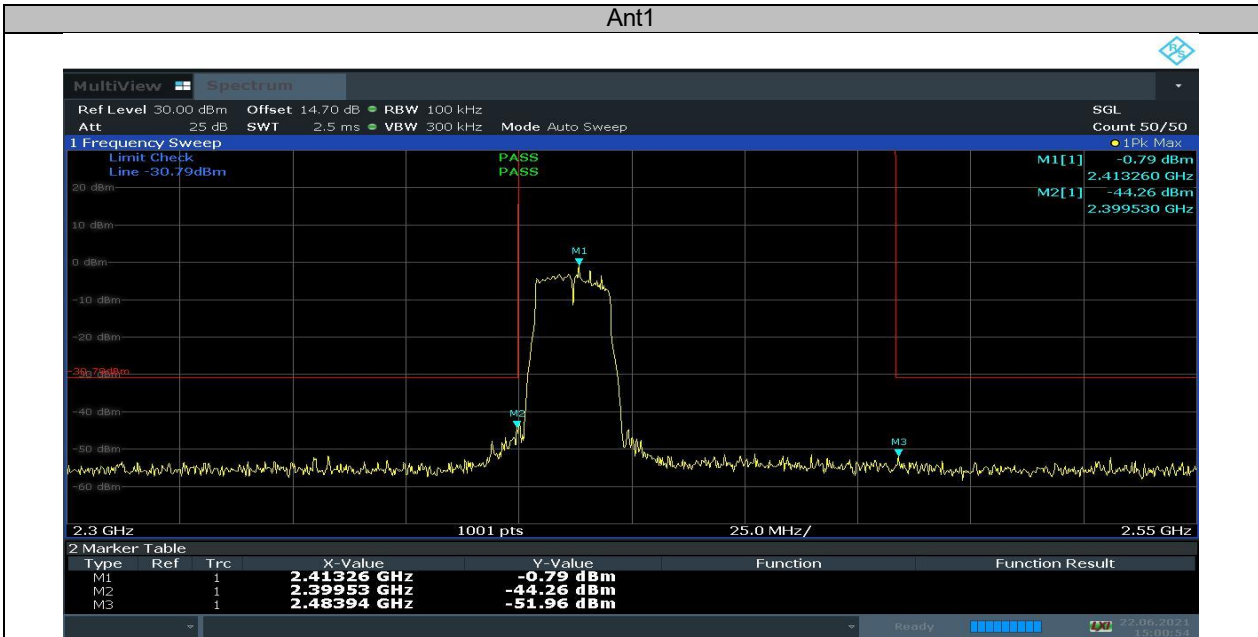 Ant1
R&S
MultiView Spectrum
Ref Level 30.00 dBm Offset 14.70 dB RBW 100 kHz SGL
Att 25 dB SWT 2.5 ms VBW 300 kHz Mode Auto Sweep Count 50/50
1 Frequency Sweep 1Pk Max
Limit Check PASS M1[1] -0.79 dBm
Line -30.79dBm PASS 2.413260 GHz
20 dBm M2[1] -44.26 dBm
2.399530 GHz
10 dBm
M1
0 dBm
-10 dBm
-20 dBm
-30.79dBm
-30 dBm
-40 dBm
M2
M3
-50 dBm
-60 dBm
2.3 GHz 1001 pts 25.0 MHz/ 2.55 GHz
2 Marker Table
Type Ref Trc X-Value Y-Value Function Function Result
M1 1 2.41326 GHz -0.79 dBm
M2 1 2.39953 GHz -44.26 dBm
M3 1 2.48394 GHz -51.96 dBm
Ready LXI 22.06.2021
15:00:54